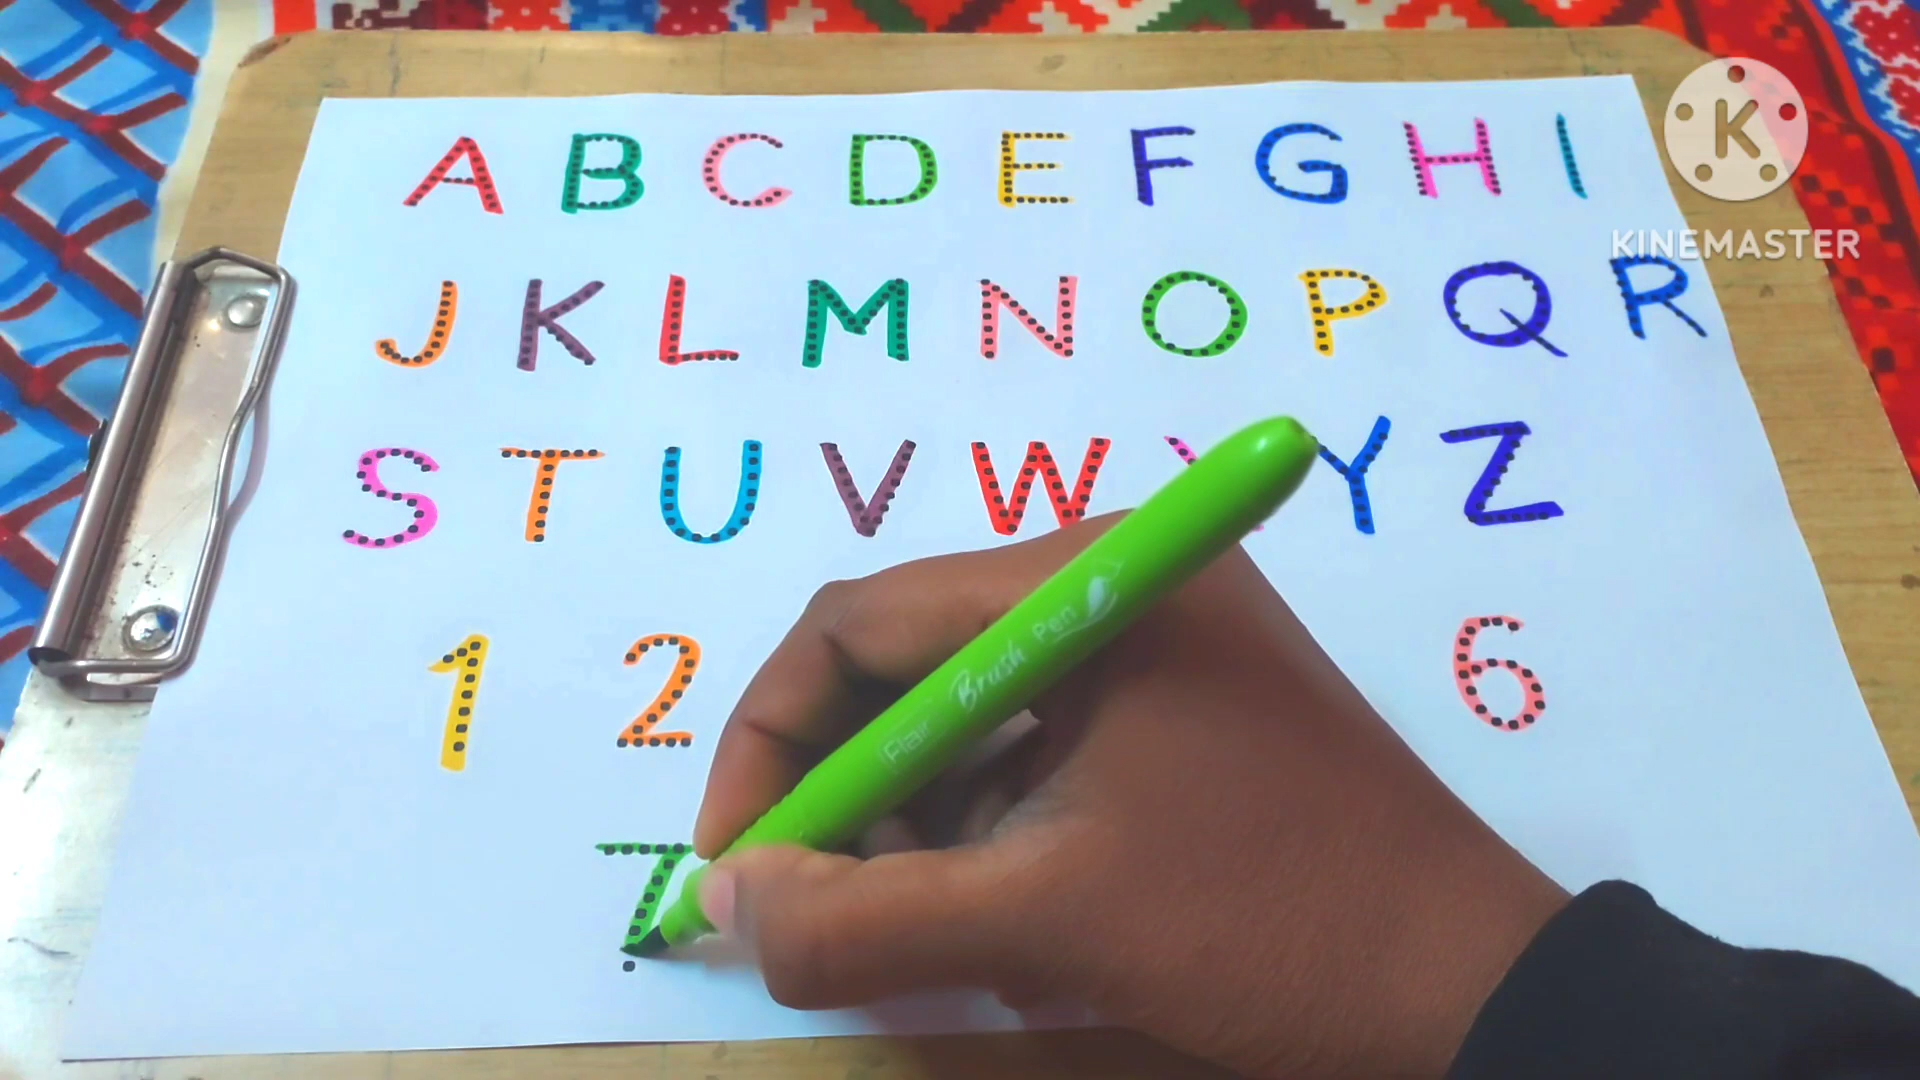 A B C D E F G H I
K
KINEMASTER
J K L M N O P Q R
S T U V W X Y Z
1 2 6
Flair Brush Pen
7